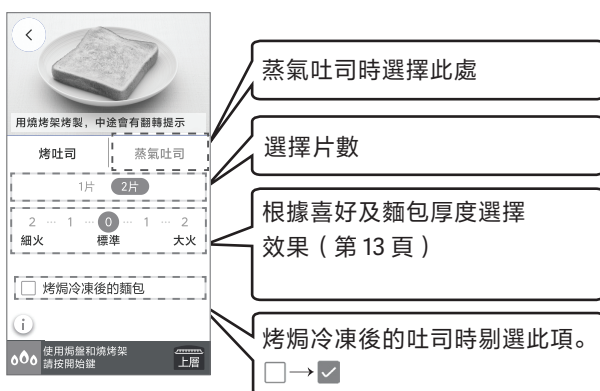 用燒烤架烤製，中途會有翻轉提示
烤吐司
蒸氣吐司
1片 2片
2 ··· 1 ··· 0 ··· 1 ··· 2
細火 標準 大火
烤焗冷凍後的麵包
i
使用焗盤和燒烤架
請按開始鍵
上層
蒸氣吐司時選擇此處
選擇片數
根據喜好及麵包厚度選擇
效果（第 13 頁）
烤焗冷凍後的吐司時剔選此項。
□→☑